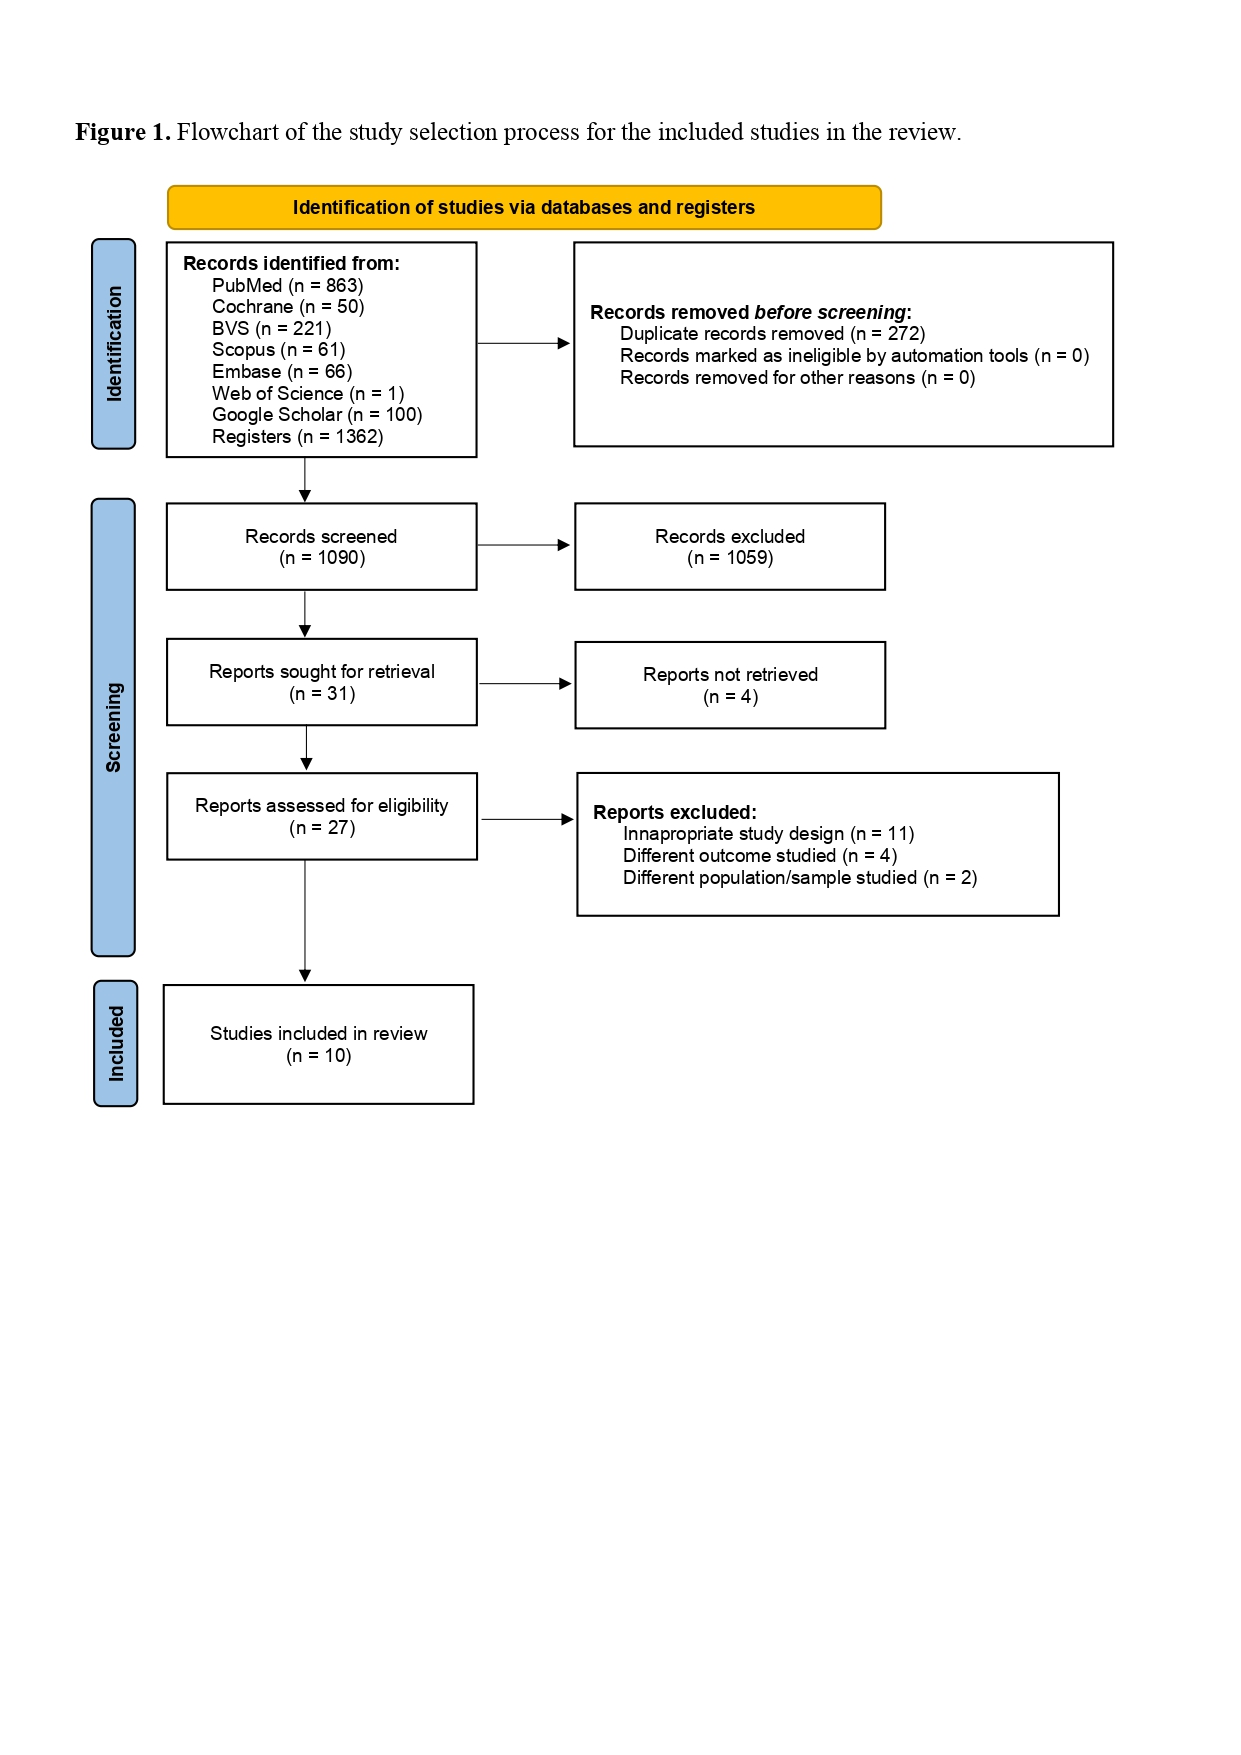 Figure 1. Flowchart of the study selection process for the included studies in the review.
Identification of studies via databases and registers
Identification
Records identified from:
PubMed (n = 863)
Cochrane (n = 50)
BVS (n = 221)
Scopus (n = 61)
Embase (n = 66)
Web of Science (n = 1)
Google Scholar (n = 100)
Registers (n = 1362)
Records removed before screening:
Duplicate records removed (n = 272)
Records marked as ineligible by automation tools (n = 0)
Records removed for other reasons (n = 0)
Screening
Records screened
(n = 1090)
Records excluded
(n = 1059)
Reports sought for retrieval
(n = 31)
Reports not retrieved
(n = 4)
Reports assessed for eligibility
(n = 27)
Reports excluded:
Innapropriate study design (n = 11)
Different outcome studied (n = 4)
Different population/sample studied (n = 2)
Included
Studies included in review
(n = 10)